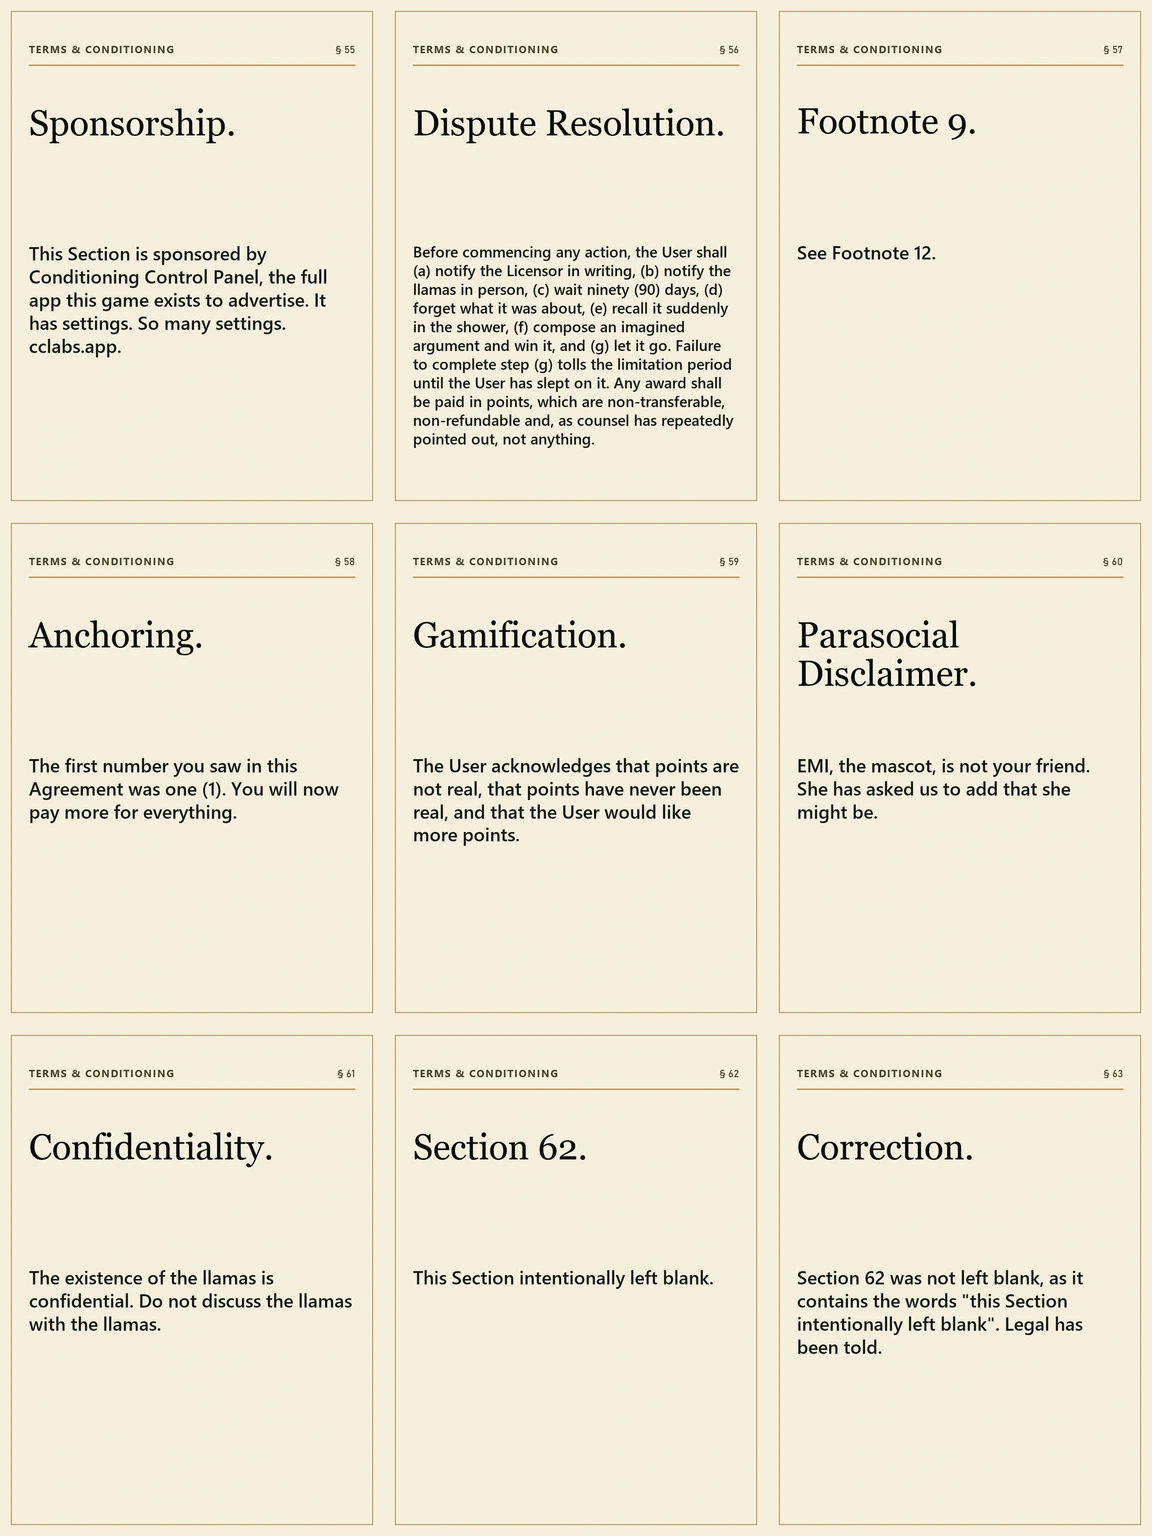 TERMS & CONDITIONING
§ 55
Sponsorship.
This Section is sponsored by
Conditioning Control Panel, the full
app this game exists to advertise. It
has settings. So many settings.
cclabs.app.
TERMS & CONDITIONING
§ 56
Dispute Resolution.
Before commencing any action, the User shall
(a) notify the Licensor in writing, (b) notify the
llamas in person, (c) wait ninety (90) days, (d)
forget what it was about, (e) recall it suddenly
in the shower, (f) compose an imagined
argument and win it, and (g) let it go. Failure
to complete step (g) tolls the limitation period
until the User has slept on it. Any award shall
be paid in points, which are non-transferable,
non-refundable and, as counsel has repeatedly
pointed out, not anything.
TERMS & CONDITIONING
§ 57
Footnote 9.
See Footnote 12.
TERMS & CONDITIONING
§ 58
Anchoring.
The first number you saw in this
Agreement was one (1). You will now
pay more for everything.
TERMS & CONDITIONING
§ 59
Gamification.
The User acknowledges that points are
not real, that points have never been
real, and that the User would like
more points.
TERMS & CONDITIONING
§ 60
Parasocial
Disclaimer.
EMI, the mascot, is not your friend.
She has asked us to add that she
might be.
TERMS & CONDITIONING
§ 61
Confidentiality.
The existence of the llamas is
confidential. Do not discuss the llamas
with the llamas.
TERMS & CONDITIONING
§ 62
Section 62.
This Section intentionally left blank.
TERMS & CONDITIONING
§ 63
Correction.
Section 62 was not left blank, as it
contains the words "this Section
intentionally left blank". Legal has
been told.